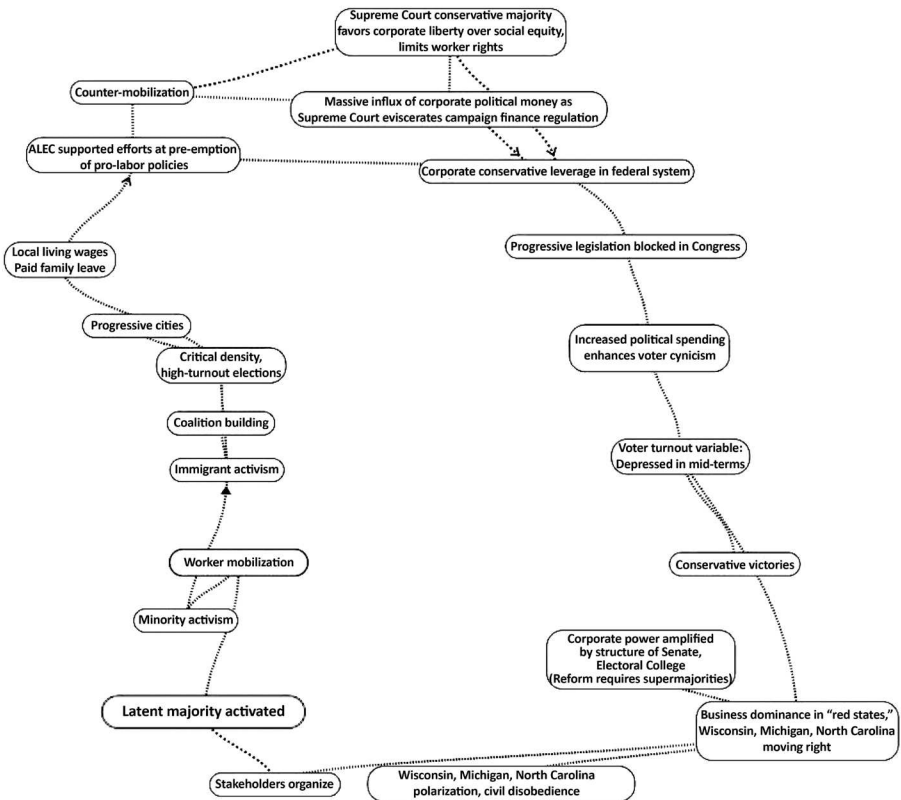 Supreme Court conservative majority
favors corporate liberty over social equity,
limits worker rights
Counter-mobilization
Massive influx of corporate political money as
Supreme Court eviscerates campaign finance regulation
ALEC supported efforts at pre-emption
of pro-labor policies
Corporate conservative leverage in federal system
Local living wages
Paid family leave
Progressive legislation blocked in Congress
Progressive cities
Increased political spending
enhances voter cynicism
Critical density,
high-turnout elections
Coalition building
Voter turnout variable:
Depressed in mid-terms
Immigrant activism
Worker mobilization
Conservative victories
Minority activism
Corporate power amplified
by structure of Senate,
Electoral College
(Reform requires supermajorities)
Latent majority activated
Business dominance in “red states,”
Wisconsin, Michigan, North Carolina
moving right
Stakeholders organize
Wisconsin, Michigan, North Carolina
polarization, civil disobedience